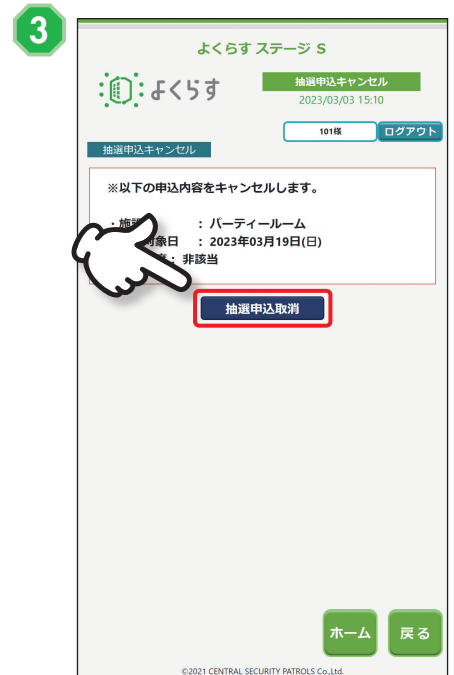 3
よくらす ステージ S
よくらす
抽選申込キャンセル
2023/03/03 15:10
101様
ログアウト
抽選申込キャンセル
※以下の申込内容をキャンセルします。
・施 : パーティールーム
象日 : 2023年03月19日(日)
: 非該当
抽選申込取消
ホーム
戻る
©2021 CENTRAL SECURITY PATROLS Co.,Ltd.